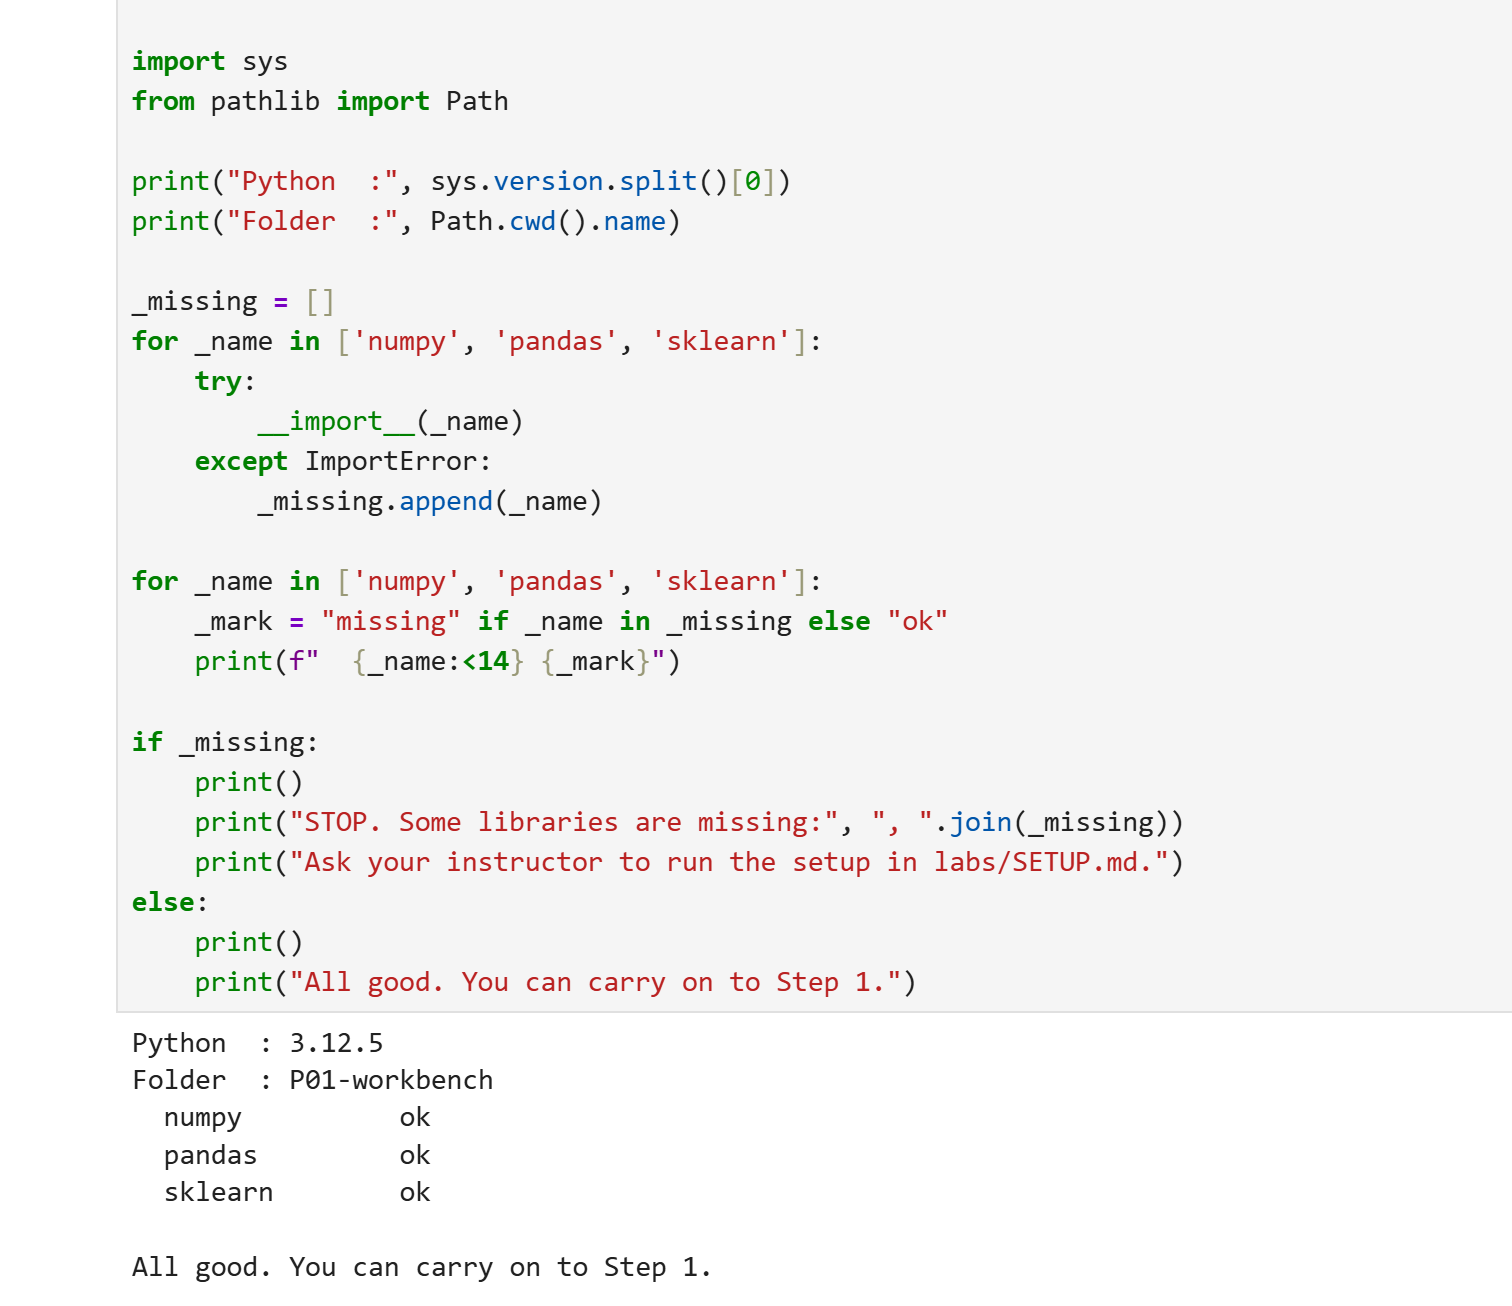 import sys
from pathlib import Path

print("Python  :", sys.version.split()[0])
print("Folder  :", Path.cwd().name)

_missing = []
for _name in ['numpy', 'pandas', 'sklearn']:
    try:
        __import__(_name)
    except ImportError:
        _missing.append(_name)

for _name in ['numpy', 'pandas', 'sklearn']:
    _mark = "missing" if _name in _missing else "ok"
    print(f"  {_name:<14} {_mark}")

if _missing:
    print()
    print("STOP. Some libraries are missing:", ", ".join(_missing))
    print("Ask your instructor to run the setup in labs/SETUP.md.")
else:
    print()
    print("All good. You can carry on to Step 1.")
Python  : 3.12.5
Folder  : P01-workbench
  numpy          ok
  pandas         ok
  sklearn        ok

All good. You can carry on to Step 1.